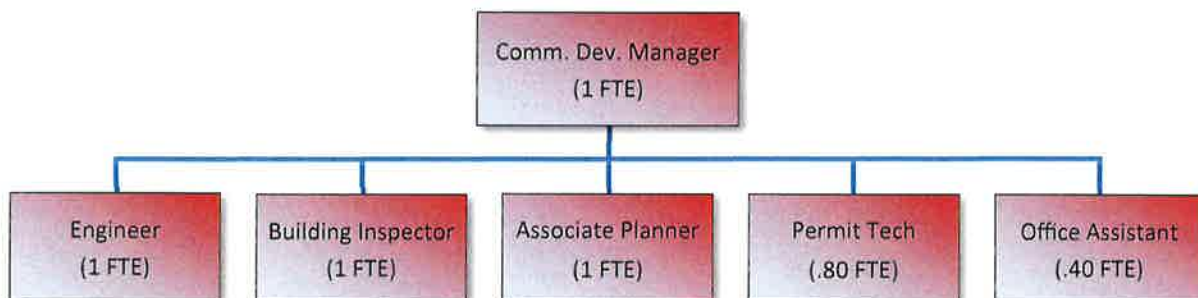 Comm. Dev. Manager
(1 FTE)
Engineer
(1 FTE)
Building Inspector
(1 FTE)
Associate Planner
(1 FTE)
Permit Tech
(.80 FTE)
Office Assistant
(.40 FTE)